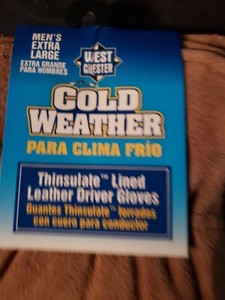 MEN'S
EXTRA
LARGE
EXTRA GRANDE
PARA HOMBRES
WEST
CHESTER
COLD
WEATHER
PARA CLIMA FRÍO
Thinsulate™ Lined
Leather Driver Gloves
Guantes Thinsulate™ forrados
con cuero para conductor